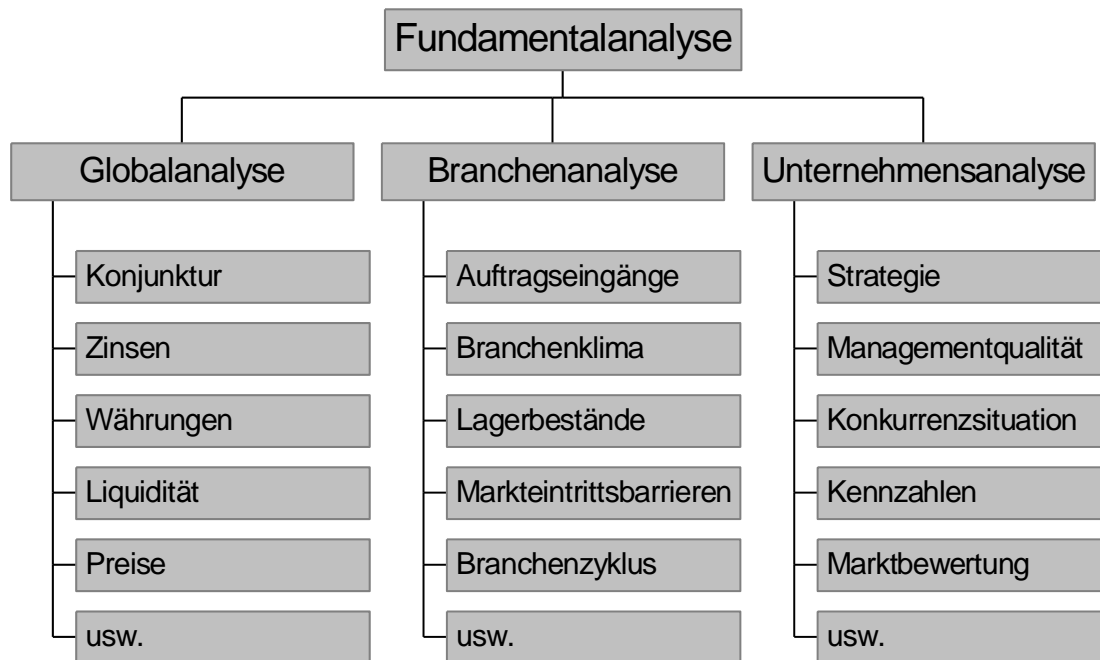 Fundamentalanalyse
Globalanalyse
Branchenanalyse
Unternehmensanalyse
Konjunktur
Zinsen
Währungen
Liquidität
Preise
usw.
Auftragseingänge
Branchenklima
Lagerbestände
Markteintrittsbarrieren
Branchenzyklus
usw.
Strategie
Managementqualität
Konkurrenzsituation
Kennzahlen
Marktbewertung
usw.